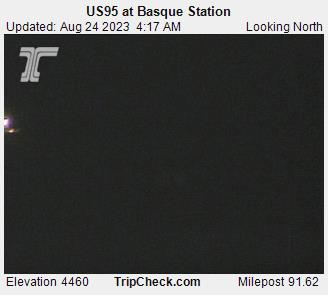 US95 at Basque Station
Updated: Aug 24 2023 4:17 AM Looking North
Elevation 4460 TripCheck.com Milepost 91.62